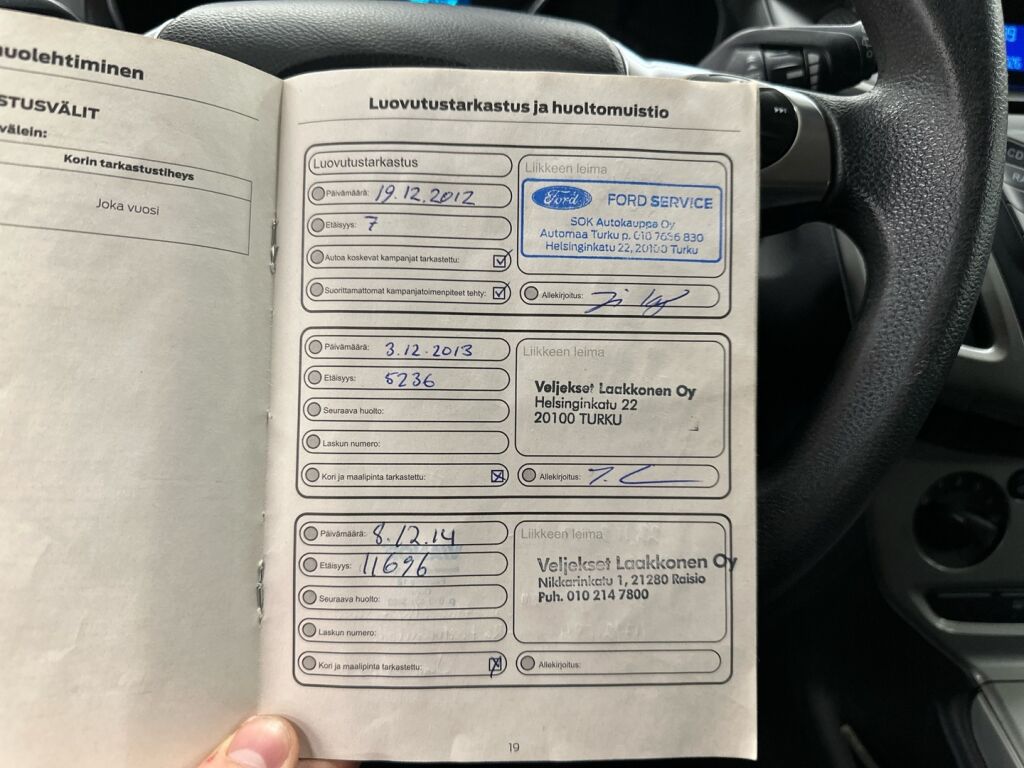 uolehtiminen
STUSVÄLIT
välein:
Korin tarkastustiheys
Joka vuosi
Luovutustarkastus ja huoltomuistio
Luovutustarkastus
Päivämäärä: 19.12.2012
Etäisyys: 7
Autoa koskevat kampanjat tarkastettu:
Suorittamattomat kampanjatoimenpiteet tehty:
Liikkeen leima
Ford FORD SERVICE
SOK Autokauppa Oy
Automaa Turku p. 010 7656 830
Helsinginkatu 22, 20100 Turku
Allekirjoitus:
Päivämäärä: 3.12.2013
Etäisyys: 5236
Seuraava huolto:
Laskun numero:
Kori ja maalipinta tarkastettu:
Liikkeen leima
Veljekset Laakkonen Oy
Helsinginkatu 22
20100 TURKU
Allekirjoitus:
Päivämäärä: 8.12.14
Etäisyys: 11696
Seuraava huolto:
Laskun numero:
Kori ja maalipinta tarkastettu:
Liikkeen leima
Veljekset Laakkonen Oy
Nikkarinkatu 1, 21280 Raisio
Puh. 010 214 7800
Allekirjoitus:
19
CD